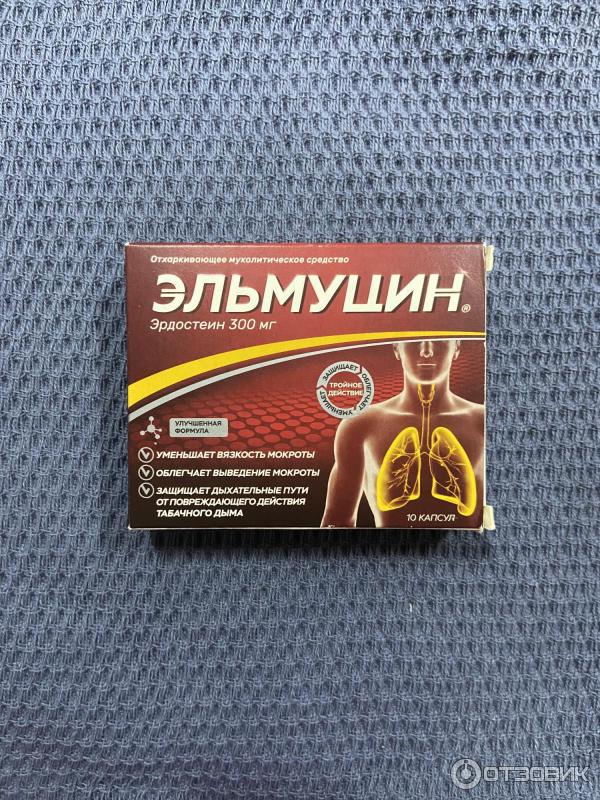 Отхаркивающее муколитическое средство
ЭЛЬМУЦИН®
Эрдостеин 300 мг
ЗАЩИЩАЕТ ОБЛЕГЧАЕТ УМЕНЬШАЕТ
ТРОЙНОЕ
ДЕЙСТВИЕ
УЛУЧШЕННАЯ
ФОРМУЛА
УМЕНЬШАЕТ ВЯЗКОСТЬ МОКРОТЫ
ОБЛЕГЧАЕТ ВЫВЕДЕНИЕ МОКРОТЫ
ЗАЩИЩАЕТ ДЫХАТЕЛЬНЫЕ ПУТИ
ОТ ПОВРЕЖДАЮЩЕГО ДЕЙСТВИЯ
ТАБАЧНОГО ДЫМА
10 КАПСУЛ
ОТЗОВИК